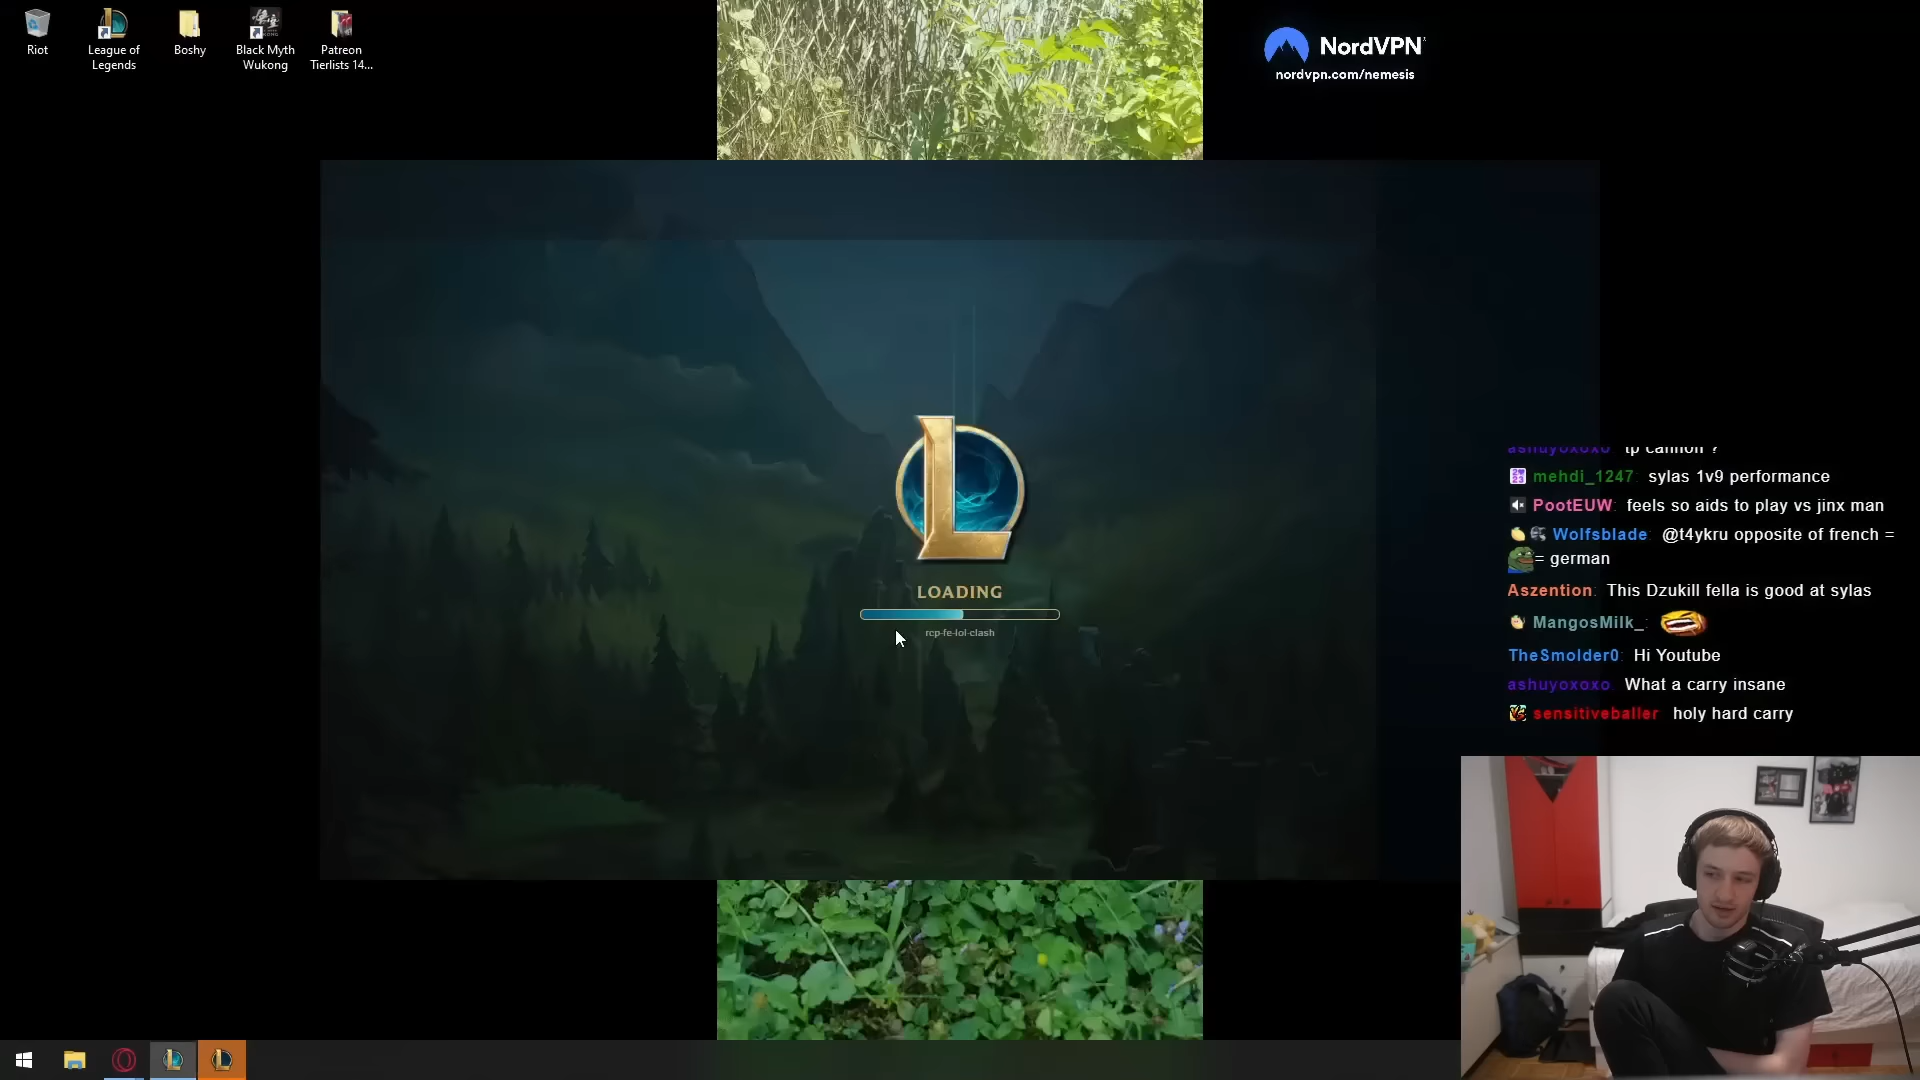 Riot
League of
Legends
Boshy
Black Myth
Wukong
Patreon
Tierlists 14...
NordVPN
nordvpn.com/nemesis
LOADING
rcp-fe-lol-clash
ashuyoxoxo: tp cannon ?
mehdi_1247: sylas 1v9 performance
PootEUW: feels so aids to play vs jinx man
Wolfsblade: @t4ykru opposite of french =
= german
Aszention: This Dzukill fella is good at sylas
MangosMilk_:
TheSmolder0: Hi Youtube
ashuyoxoxo: What a carry insane
sensitiveballer: holy hard carry